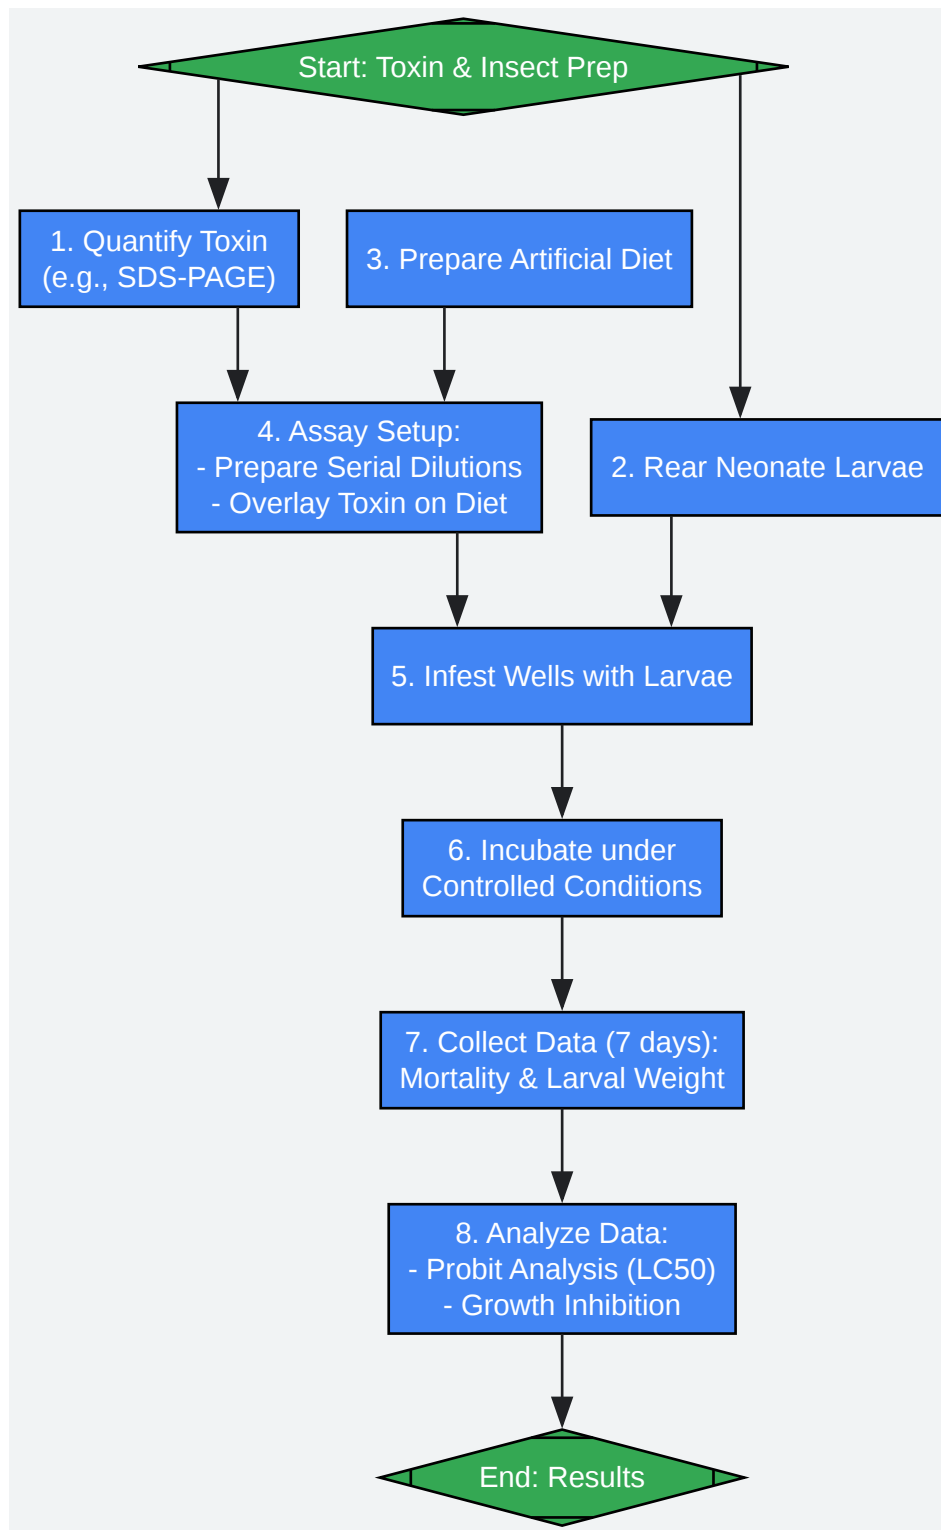 Start: Toxin & Insect Prep
1. Quantify Toxin
(e.g., SDS-PAGE)
3. Prepare Artificial Diet
4. Assay Setup:
- Prepare Serial Dilutions
- Overlay Toxin on Diet
2. Rear Neonate Larvae
5. Infest Wells with Larvae
6. Incubate under
Controlled Conditions
7. Collect Data (7 days):
Mortality & Larval Weight
8. Analyze Data:
- Probit Analysis (LC50)
- Growth Inhibition
End: Results